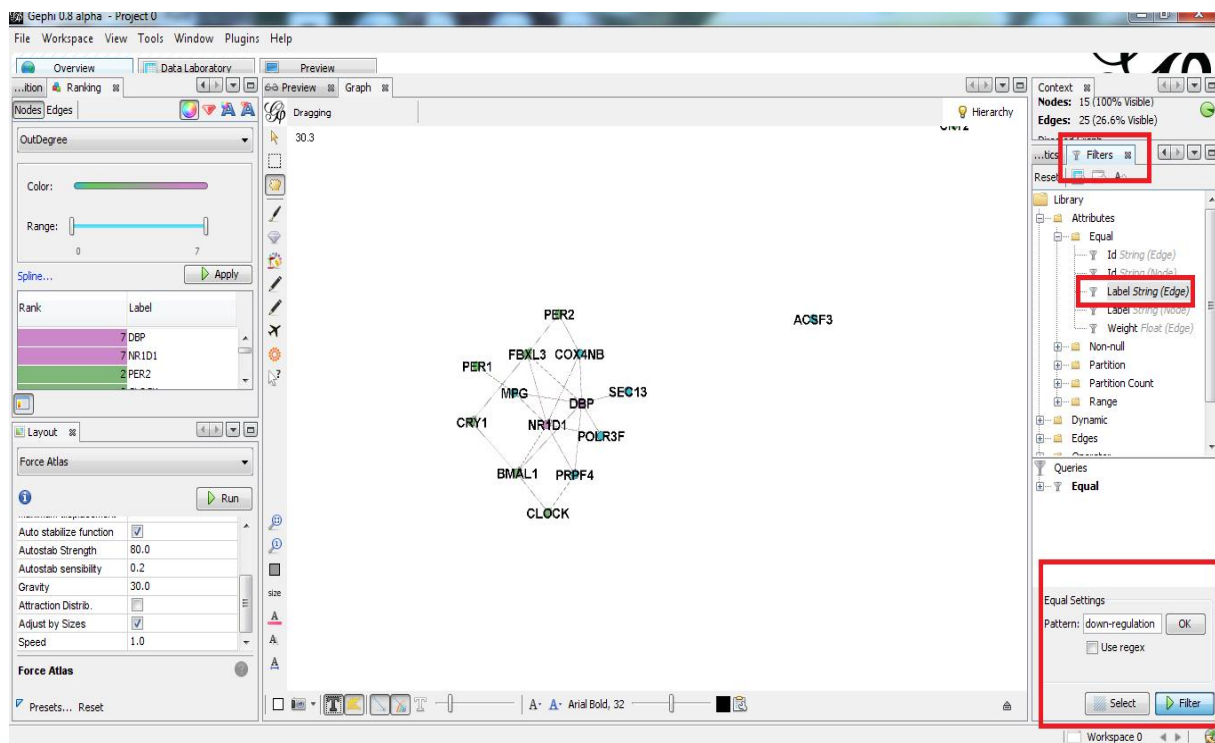 Gephi 0.8 alpha - Project 0
File Workspace View Tools Window Plugins Help
Overview Data Laboratory Preview
...ition Ranking
Nodes Edges
OutDegree
Color:
Range:
0 7
Spline... Apply
Rank Label
7 DBP
7 NR1D1
2 PER2
Layout
Force Atlas
Run
Auto stabilize function
Autostab Strength 80.0
Autostab sensibility 0.2
Gravity 30.0
Attraction Distrib.
Adjust by Sizes
Speed 1.0
Force Atlas
Presets... Reset
Preview Graph
Dragging
Hierarchy
30.3
PER2
ACSF3
FBXL3 COX4NB
PER1
MPG
DBP
SEC13
CRY1
NR1D1
POLR3F
BMAL1
PRPF4
CLOCK
size
A
A
A
T T
A- A- Arial Bold, 32
Context
Nodes: 15 (100% Visible)
Edges: 25 (26.6% Visible)
Directed Graph
...tics Filters
Reset
Library
Attributes
Equal
Id String (Edge)
Id String (Node)
Label String (Edge)
Label String (Node)
Weight Float (Edge)
Non-null
Partition
Partition Count
Range
Dynamic
Edges
Operator
Queries
Equal
Equal Settings
Pattern: down-regulation OK
Use regex
Select Filter
Workspace 0